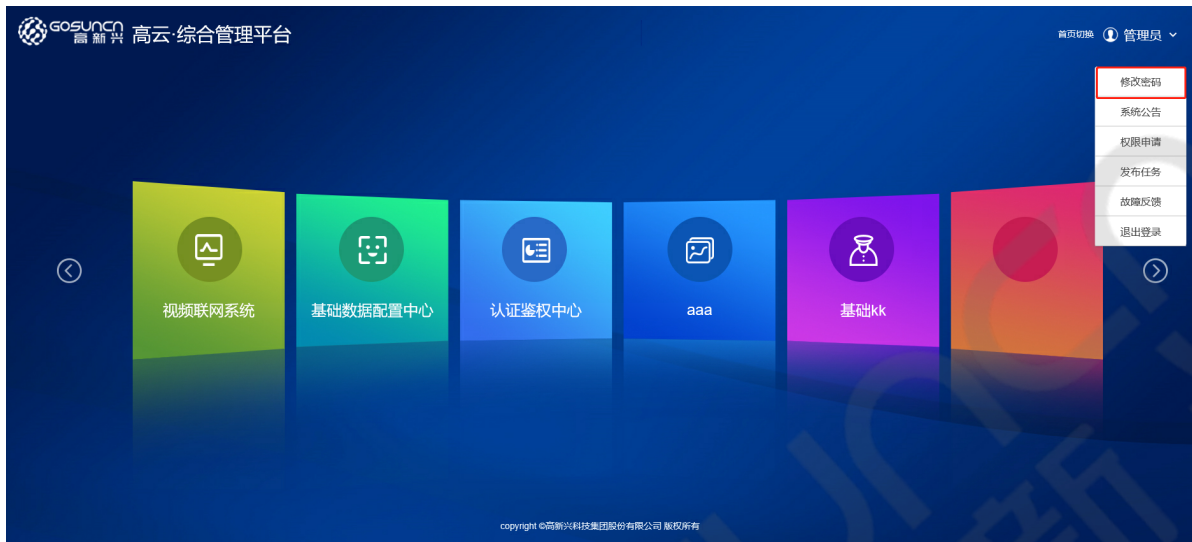 GOSUNCN
高新兴
高云·综合管理平台
首页切换
管理员
修改密码
系统公告
权限申请
发布任务
故障反馈
退出登录
视频联网系统
基础数据配置中心
认证鉴权中心
aaa
基础kk
copyright ©高新兴科技集团股份有限公司 版权所有